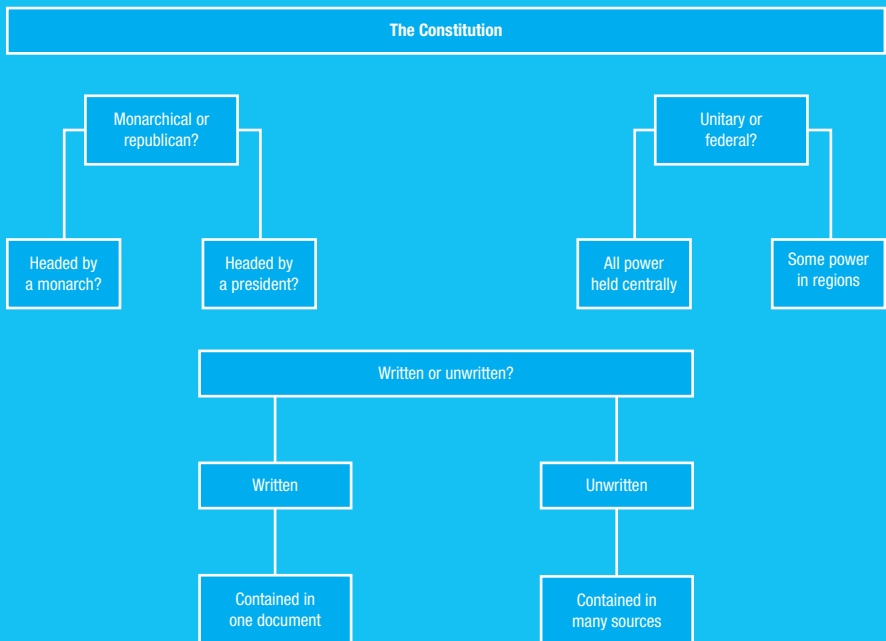 The Constitution
Monarchical or
republican?
Unitary or
federal?
Headed by
a monarch?
Headed by
a president?
All power
held centrally
Some power
in regions
Written or unwritten?
Written
Unwritten
Contained in
one document
Contained in
many sources